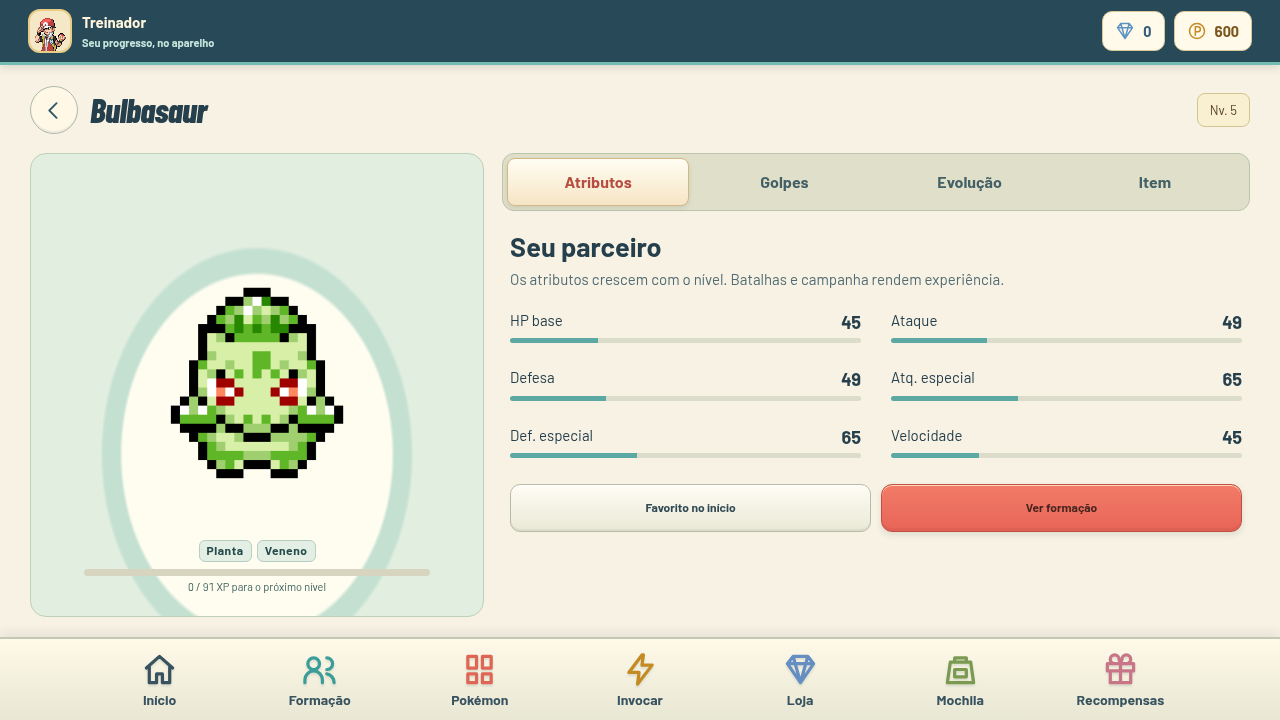 Treinador
Seu progresso, no aparelho
0
600
Bulbasaur
Nv. 5
Atributos
Golpes
Evolução
Item
Seu parceiro
Os atributos crescem com o nível. Batalhas e campanha rendem experiência.
HP base
45
Ataque
49
Defesa
49
Atq. especial
65
Def. especial
65
Velocidade
45
Favorito no início
Ver formação
Planta
Veneno
0 / 91 XP para o próximo nível
Início
Formação
Pokémon
Invocar
Loja
Mochila
Recompensas